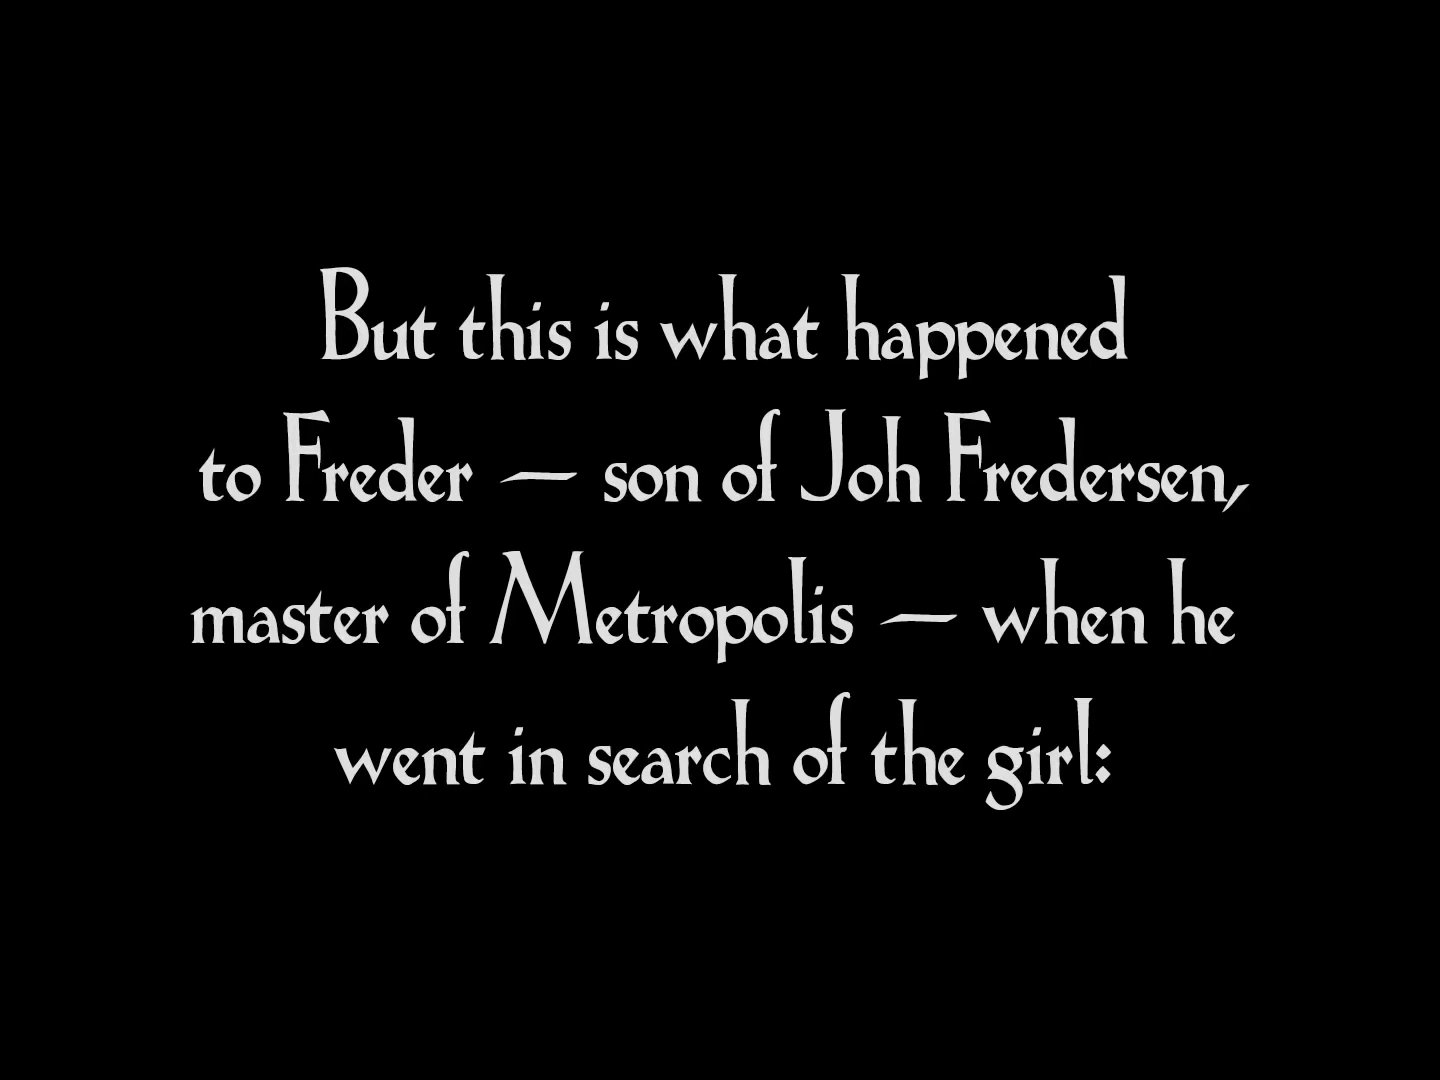 But this is what happened
to Freder — son of Joh Fredersen,
master of Metropolis — when he
went in search of the girl: